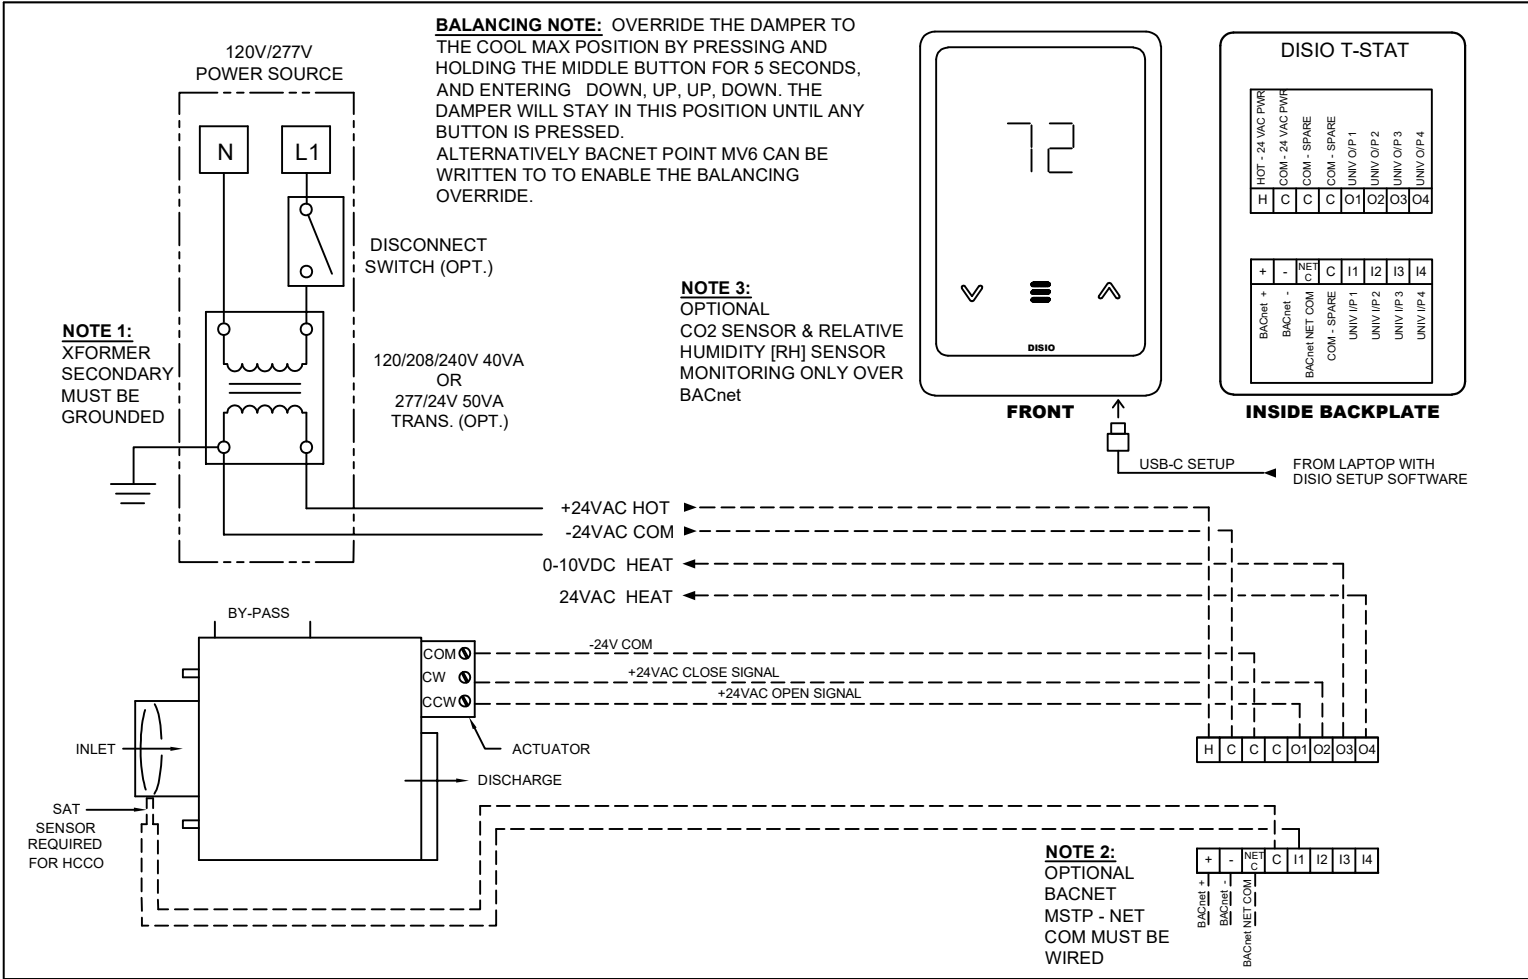 120V/277V
POWER SOURCE
N
L1
DISCONNECT
SWITCH (OPT.)
NOTE 1:
XFORMER
SECONDARY
MUST BE
GROUNDED
120/208/240V 40VA
OR
277/24V 50VA
TRANS. (OPT.)
BALANCING NOTE: OVERRIDE THE DAMPER TO
THE COOL MAX POSITION BY PRESSING AND
HOLDING THE MIDDLE BUTTON FOR 5 SECONDS,
AND ENTERING DOWN, UP, UP, DOWN. THE
DAMPER WILL STAY IN THIS POSITION UNTIL ANY
BUTTON IS PRESSED.
ALTERNATIVELY BACNET POINT MV6 CAN BE
WRITTEN TO TO ENABLE THE BALANCING
OVERRIDE.
NOTE 3:
OPTIONAL
CO2 SENSOR & RELATIVE
HUMIDITY [RH] SENSOR
MONITORING ONLY OVER
BACnet
72
DISIO
FRONT
DISIO T-STAT
HOT - 24 VAC PWR
COM - 24 VAC PWR
COM - SPARE
COM - SPARE
UNIV O/P 1
UNIV O/P 2
UNIV O/P 3
UNIV O/P 4
H C C C O1 O2 O3 O4
+ - NET C C I1 I2 I3 I4
BACnet +
BACnet -
BACnet NET COM
COM - SPARE
UNIV I/P 1
UNIV I/P 2
UNIV I/P 3
UNIV I/P 4
INSIDE BACKPLATE
USB-C SETUP
FROM LAPTOP WITH
DISIO SETUP SOFTWARE
+24VAC HOT
-24VAC COM
0-10VDC HEAT
24VAC HEAT
BY-PASS
COM
CW
CCW
-24V COM
+24VAC CLOSE SIGNAL
+24VAC OPEN SIGNAL
INLET
ACTUATOR
DISCHARGE
SAT
SENSOR
REQUIRED
FOR HCCO
H C C C O1 O2 O3 O4
NOTE 2:
OPTIONAL
BACNET
MSTP - NET
COM MUST BE
WIRED
+ - NET C C I1 I2 I3 I4
BACnet +
BACnet -
BACnet NET COM